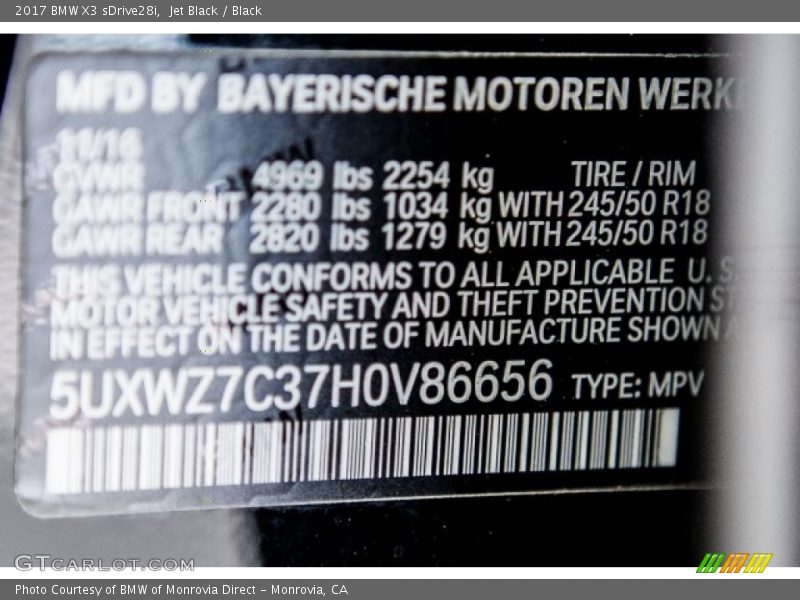 2017 BMW X3 sDrive28i, Jet Black / Black
MFD BY BAYERISCHE MOTOREN WERKE
11/16
GVWR 4969 lbs 2254 kg TIRE / RIM
GAWR FRONT 2280 lbs 1034 kg WITH 245/50 R18
GAWR REAR 2820 lbs 1279 kg WITH 245/50 R18
THIS VEHICLE CONFORMS TO ALL APPLICABLE U.S
MOTOR VEHICLE SAFETY AND THEFT PREVENTION
IN EFFECT ON THE DATE OF MANUFACTURE SHOWN
5UXWZ7C37H0V86656 TYPE: MPV
GTCARLOT.COM
Photo Courtesy of BMW of Monrovia Direct - Monrovia, CA